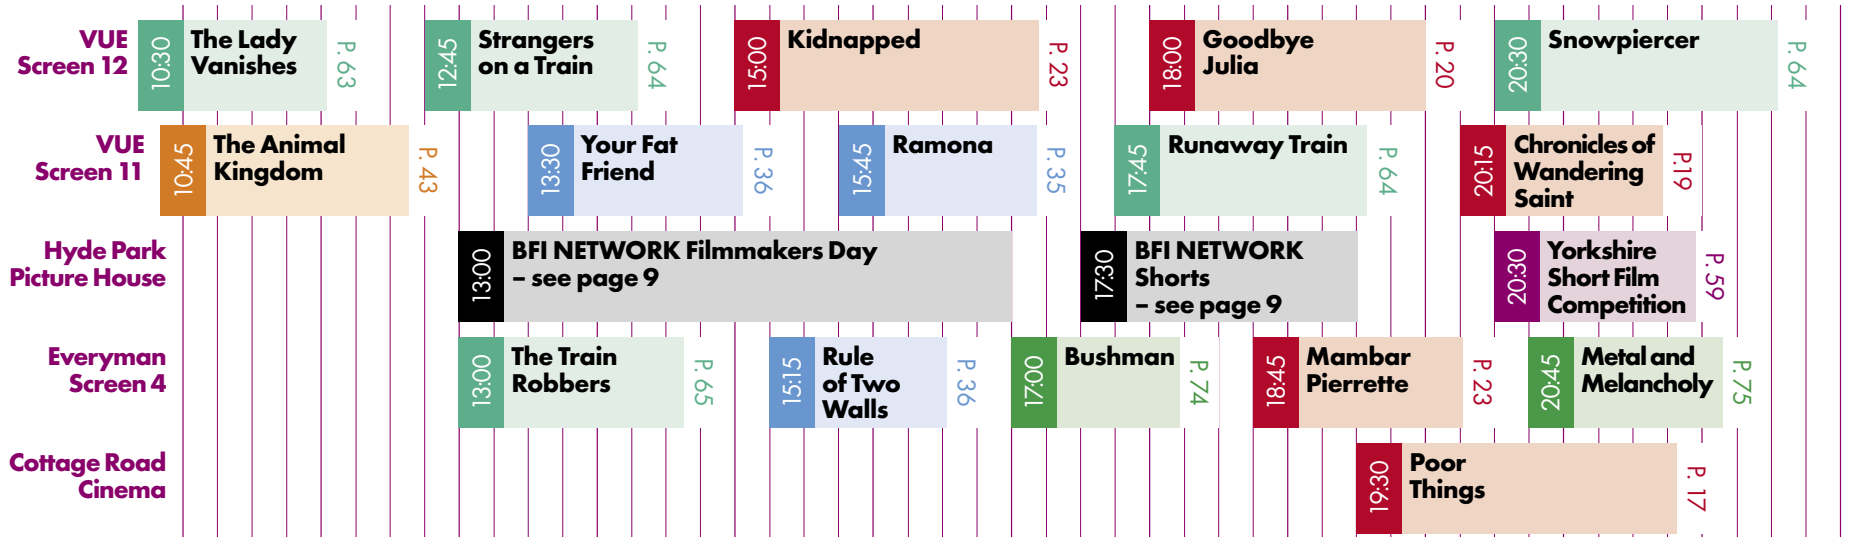 VUE
Screen 12
10:30
The Lady
Vanishes
P. 63
12:45
Strangers
on a Train
P. 64
15:00
Kidnapped
P. 23
18:00
Goodbye
Julia
P. 20
20:30
Snowpiercer
P. 64
VUE
Screen 11
10:45
The Animal
Kingdom
P. 43
13:30
Your Fat
Friend
P. 36
15:45
Ramona
P. 35
17:45
Runaway Train
P. 64
20:15
Chronicles of
Wandering
Saint
P.19
Hyde Park
Picture House
13:00
BFI NETWORK Filmmakers Day
– see page 9
17:30
BFI NETWORK
Shorts
– see page 9
20:30
Yorkshire
Short Film
Competition
P. 59
Everyman
Screen 4
13:00
The Train
Robbers
P. 65
15:15
Rule
of Two
Walls
P. 36
17:00
Bushman
P. 74
18:45
Mambar
Pierrette
P. 23
20:45
Metal and
Melancholy
P. 75
Cottage Road
Cinema
19:30
Poor
Things
P. 17